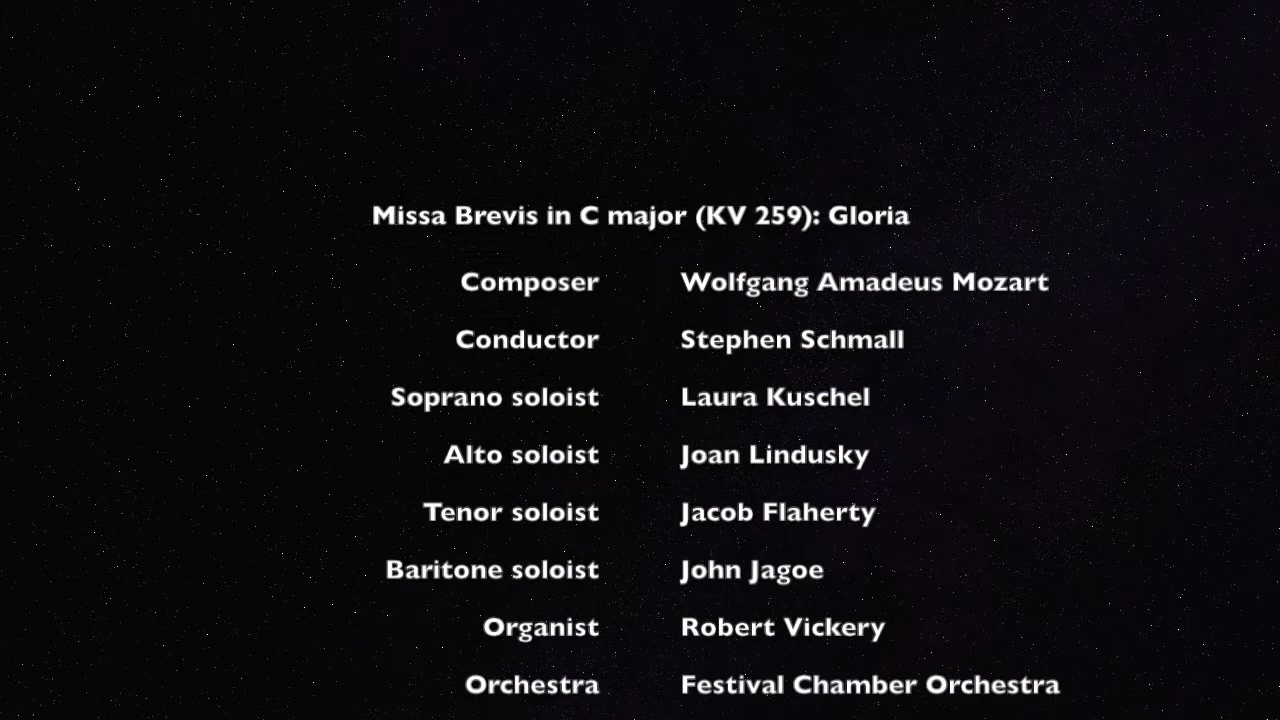 Missa Brevis in C major (KV 259): Gloria
Composer Wolfgang Amadeus Mozart
Conductor Stephen Schmall
Soprano soloist Laura Kuschel
Alto soloist Joan Lindusky
Tenor soloist Jacob Flaherty
Baritone soloist John Jagoe
Organist Robert Vickery
Orchestra Festival Chamber Orchestra